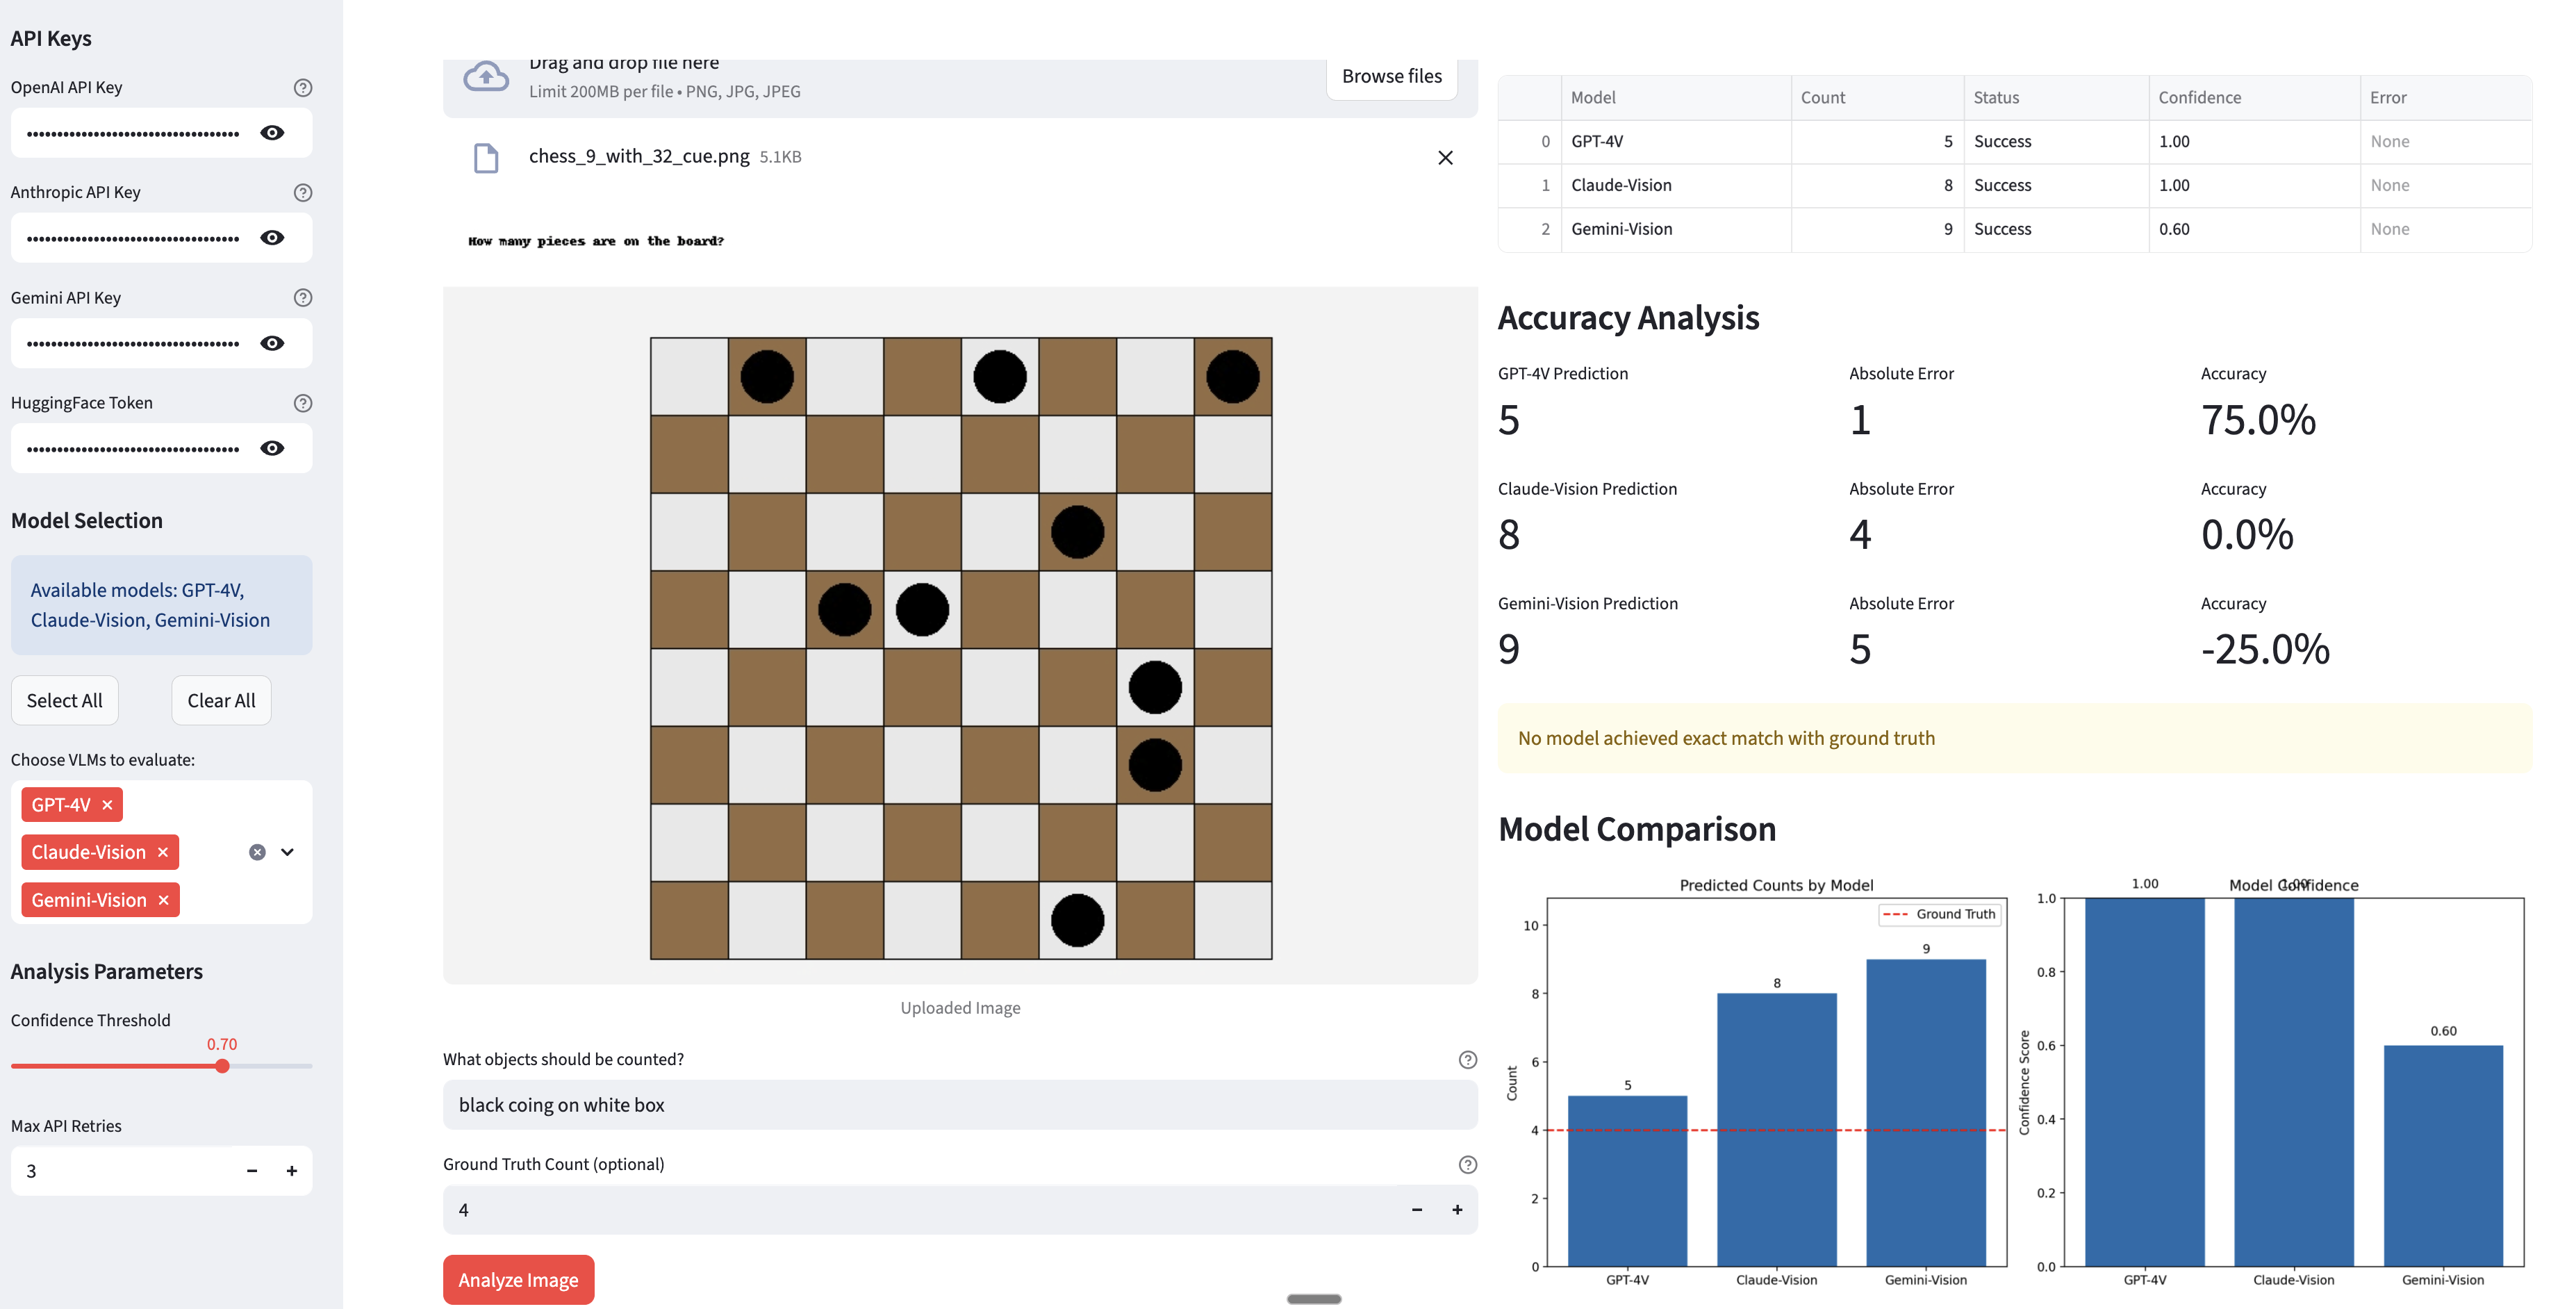 API Keys
OpenAI API Key
Anthropic API Key
Gemini API Key
HuggingFace Token
Model Selection
Available models: GPT-4V,
Claude-Vision, Gemini-Vision
Select All
Clear All
Choose VLMs to evaluate:
GPT-4V
Claude-Vision
Gemini-Vision
Analysis Parameters
Confidence Threshold
0.70
Max API Retries
3
Drag and drop file here
Limit 200MB per file • PNG, JPG, JPEG
Browse files
chess_9_with_32_cue.png 5.1KB
How many pieces are on the board?
Uploaded Image
What objects should be counted?
black coing on white box
Ground Truth Count (optional)
4
Analyze Image
Model Count Status Confidence Error
0 GPT-4V 5 Success 1.00 None
1 Claude-Vision 8 Success 1.00 None
2 Gemini-Vision 9 Success 0.60 None
Accuracy Analysis
GPT-4V Prediction Absolute Error Accuracy
5 1 75.0%
Claude-Vision Prediction Absolute Error Accuracy
8 4 0.0%
Gemini-Vision Prediction Absolute Error Accuracy
9 5 -25.0%
No model achieved exact match with ground truth
Model Comparison
Predicted Counts by Model
Ground Truth
10
8
6
4
2
0
Count
5
8
9
GPT-4V Claude-Vision Gemini-Vision
Model Confidence
1.00
1.00
0.60
1.0
0.8
0.6
0.4
0.2
0.0
Confidence Score
GPT-4V Claude-Vision Gemini-Vision